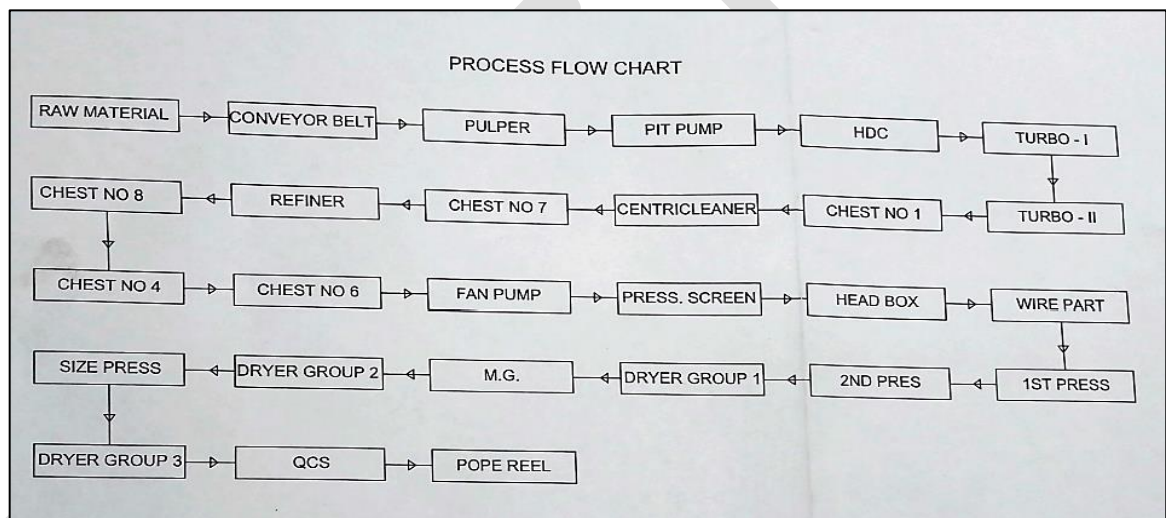 PROCESS FLOW CHART
RAW MATERIAL
CONVEYOR BELT
PULPER
PIT PUMP
HDC
TURBO - I
TURBO - II
CHEST NO 1
CENTRICLEANER
CHEST NO 7
REFINER
CHEST NO 8
CHEST NO 4
CHEST NO 6
FAN PUMP
PRESS. SCREEN
HEAD BOX
WIRE PART
1ST PRESS
2ND PRES
DRYER GROUP 1
M.G.
DRYER GROUP 2
SIZE PRESS
DRYER GROUP 3
QCS
POPE REEL